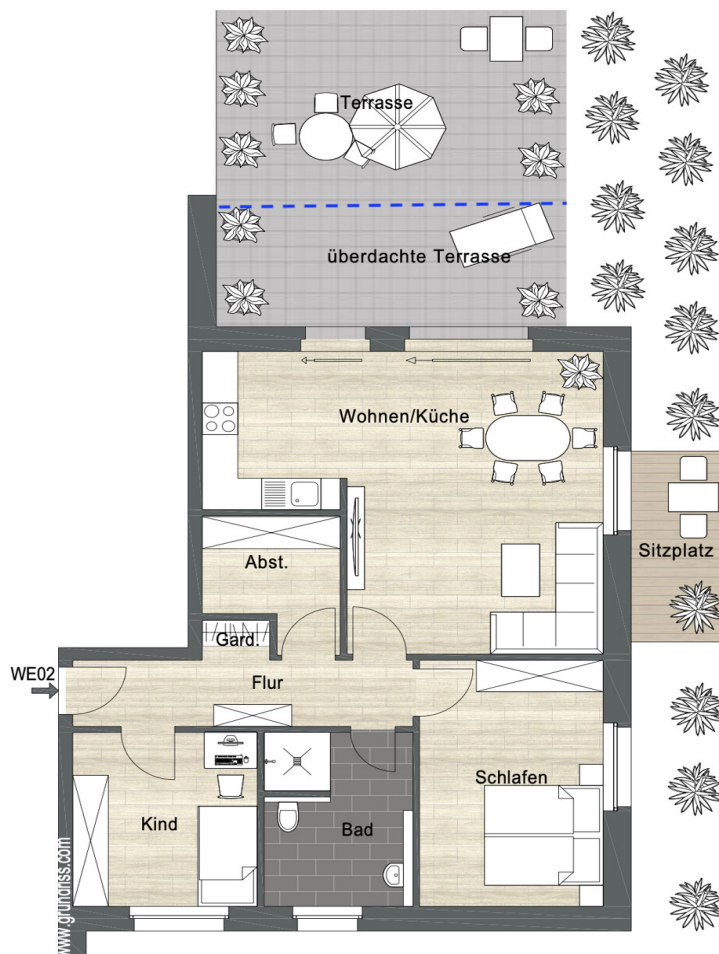 Terrasse
überdachte Terrasse
Wohnen/Küche
Sitzplatz
Abst.
Gard.
WE02
Flur
Schlafen
Kind
Bad
www.grundriss.com